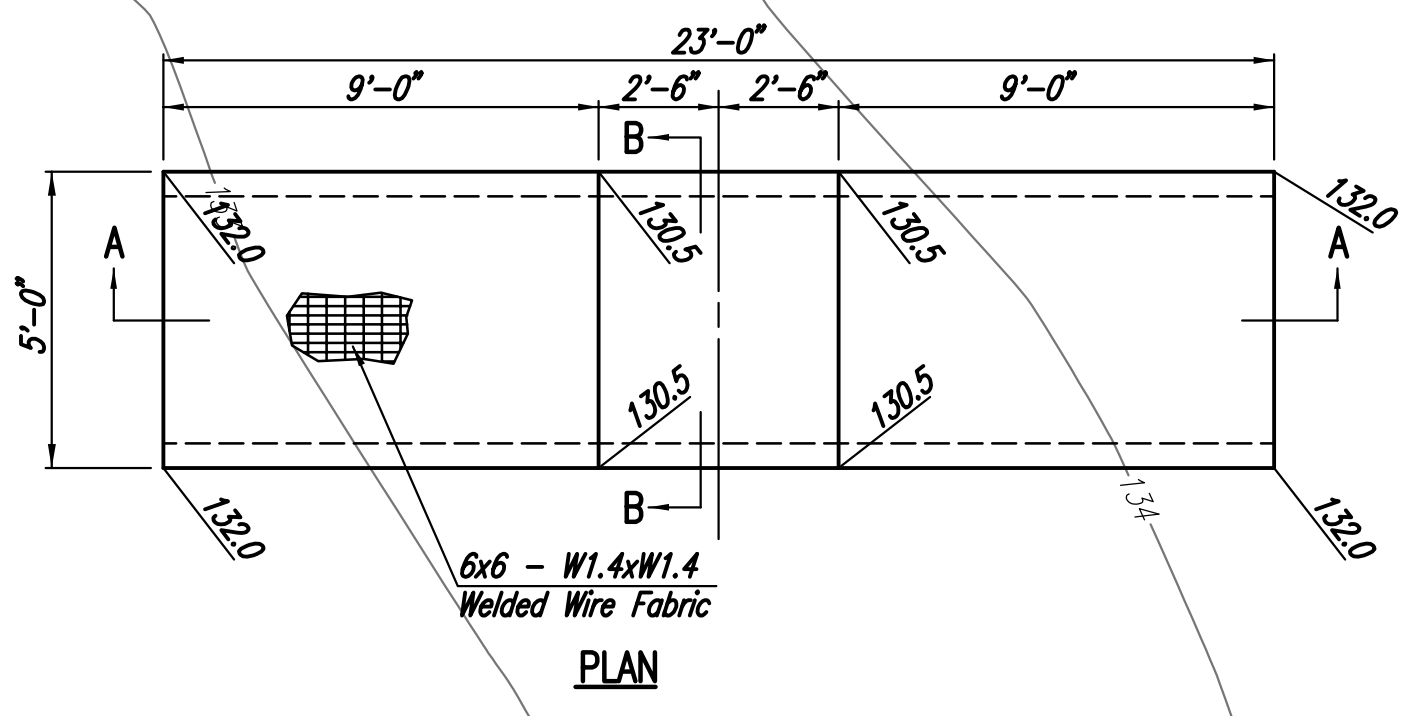 23'-0"
9'-0" 2'-6" 2'-6" 9'-0"
B
132.0 130.5 130.5 132.0
A A
5'-0"
130.5 130.5
132.0 B 134 132.0
6x6 - W1.4xW1.4
Welded Wire Fabric
PLAN